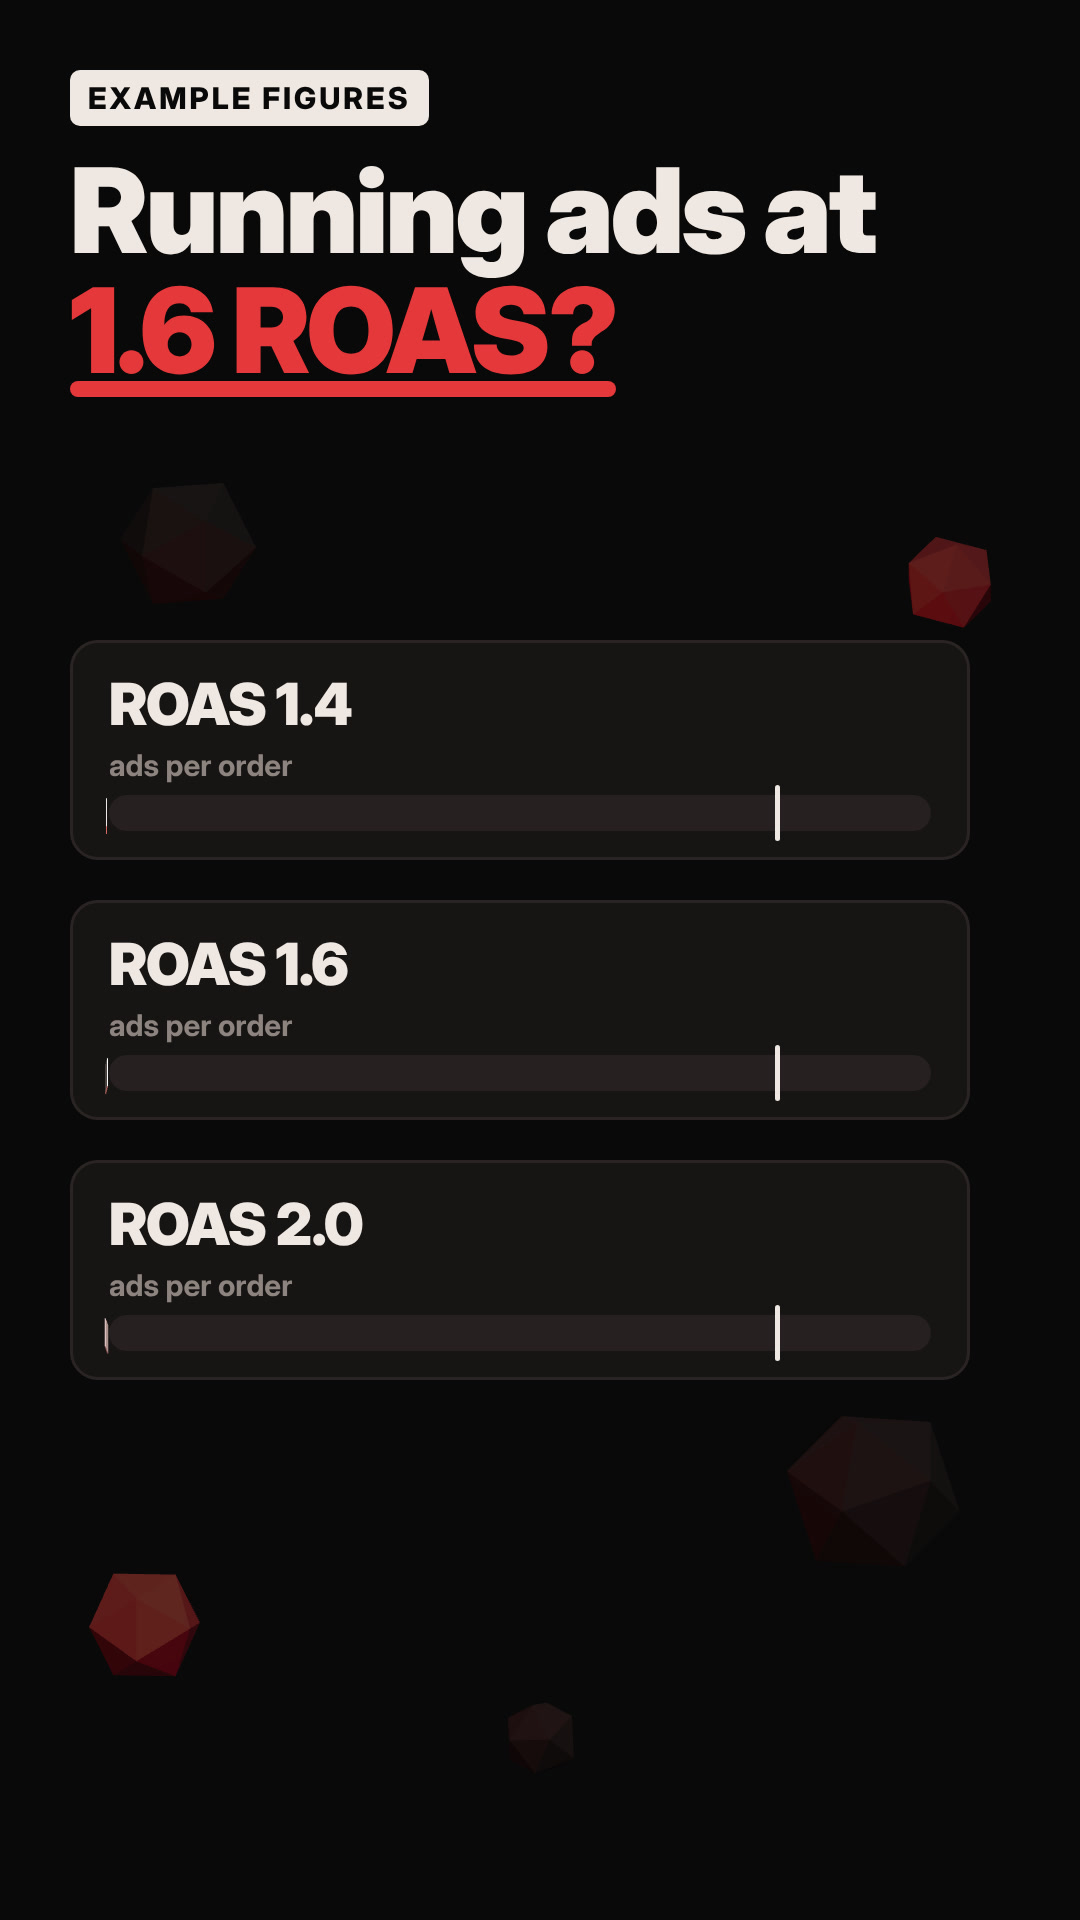 EXAMPLE FIGURES
Running ads at
1.6 ROAS?
ROAS 1.4
ads per order
ROAS 1.6
ads per order
ROAS 2.0
ads per order